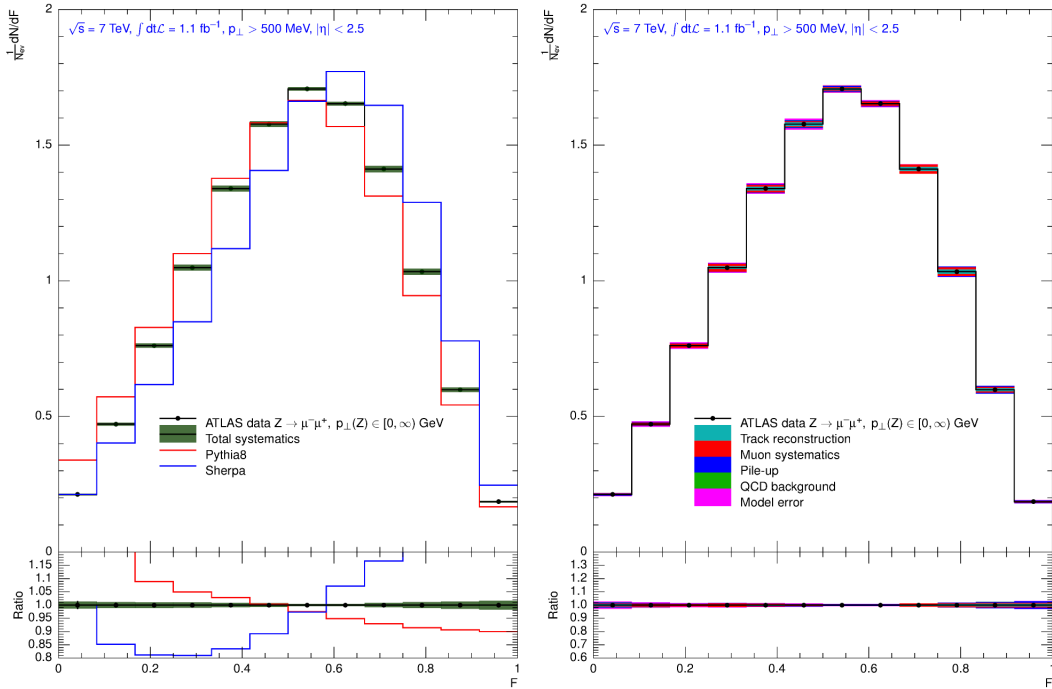 √s = 7 TeV, ∫ dtℒ = 1.1 fb⁻¹, p⊥ > 500 MeV, |η| < 2.5
1/N_ev dN/dF
2
1.5
1
0.5
0
ATLAS data Z → μ⁻μ⁺, p⊥(Z) ∈ [0, ∞) GeV
Total systematics
Pythia8
Sherpa
Ratio
1.15
1.1
1.05
1.0
0.95
0.9
0.85
0.8
0 0.2 0.4 0.6 0.8 1
F
√s = 7 TeV, ∫ dtℒ = 1.1 fb⁻¹, p⊥ > 500 MeV, |η| < 2.5
1/N_ev dN/dF
2
1.5
1
0.5
0
ATLAS data Z → μ⁻μ⁺, p⊥(Z) ∈ [0, ∞) GeV
Track reconstruction
Muon systematics
Pile-up
QCD background
Model error
Ratio
1.3
1.2
1.1
1.0
0.9
0.8
0.7
0.6
0 0.2 0.4 0.6 0.8 1
F